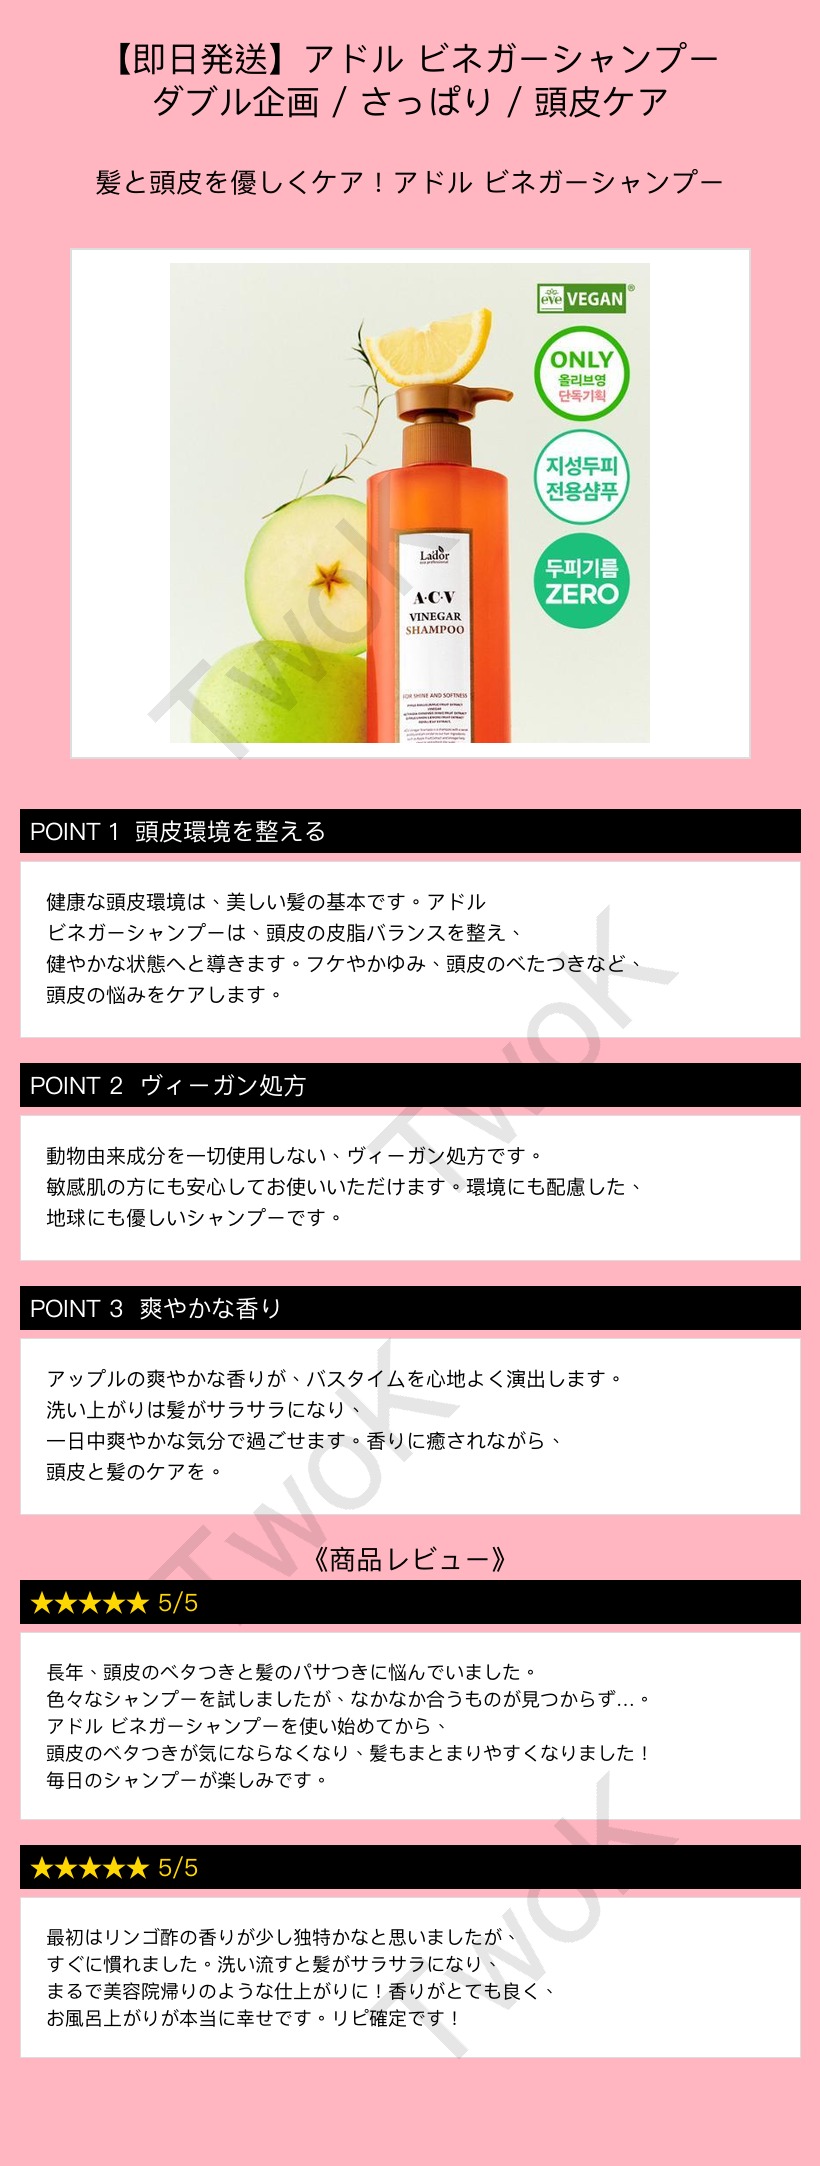 【即日発送】アドル ビネガーシャンプー
ダブル企画 / さっぱり / 頭皮ケア
髪と頭皮を優しくケア！アドル ビネガーシャンプー
eve VEGAN®
ONLY
올리브영
단독기획
지성두피
전용샴푸
두피기름
ZERO
Lador
A·C·V
VINEGAR
SHAMPOO
FOR SHINE AND SOFTNESS
TwoK
POINT 1 頭皮環境を整える
健康な頭皮環境は、美しい髪の基本です。アドル
ビネガーシャンプーは、頭皮の皮脂バランスを整え、
健やかな状態へと導きます。フケやかゆみ、頭皮のべたつきなど、
頭皮の悩みをケアします。
TwoK
POINT 2 ヴィーガン処方
動物由来成分を一切使用しない、ヴィーガン処方です。
敏感肌の方にも安心してお使いいただけます。環境にも配慮した、
地球にも優しいシャンプーです。
POINT 3 爽やかな香り
アップルの爽やかな香りが、バスタイムを心地よく演出します。
洗い上がりは髪がサラサラになり、
一日中爽やかな気分で過ごせます。香りに癒されながら、
頭皮と髪のケアを。
TwoK
《商品レビュー》
★★★★★ 5/5
長年、頭皮のベタつきと髪のパサつきに悩んでいました。
色々なシャンプーを試しましたが、なかなか合うものが見つからず…。
アドル ビネガーシャンプーを使い始めてから、
頭皮のベタつきが気にならなくなり、髪もまとまりやすくなりました！
毎日のシャンプーが楽しみです。
★★★★★ 5/5
最初はリンゴ酢の香りが少し独特かなと思いましたが、
すぐに慣れました。洗い流すと髪がサラサラになり、
まるで美容院帰りのような仕上がりに！香りがとても良く、
お風呂上がりが本当に幸せです。リピ確定です！
TwoK